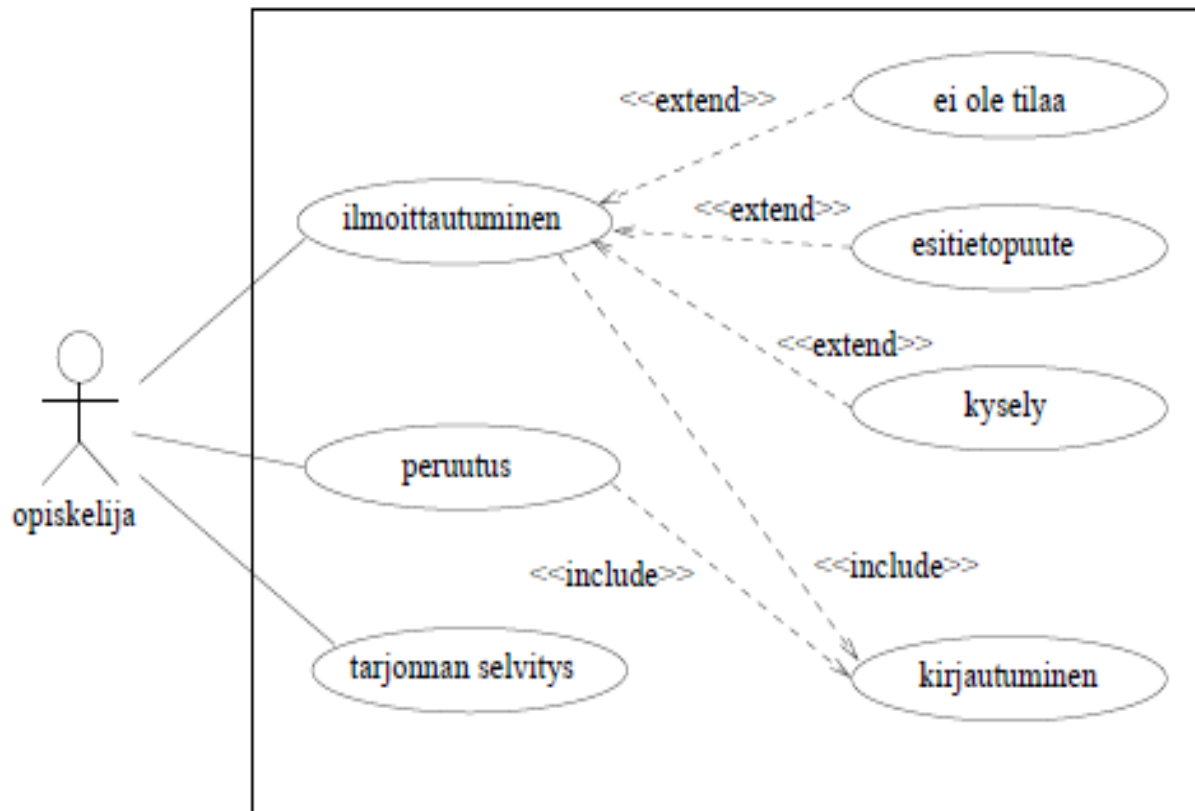 <<extend>>
ei ole tilaa
ilmoittautuminen
<<extend>>
esitietopuute
<<extend>>
kysely
peruutus
opiskelija
<<include>>
<<include>>
tarjonnan selvitys
kirjautuminen